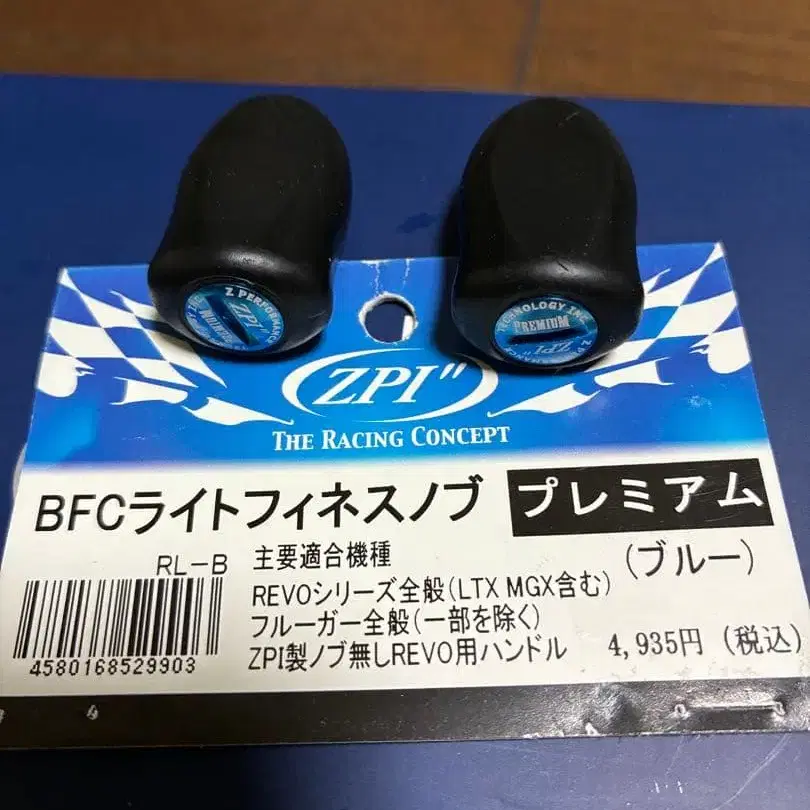 Z PERFORMANCE
ZPI"
TECHNOLOGY INC
PREMIUM
ZPI"
ZPI"
THE RACING CONCEPT
BFCライトフィネスノブ プレミアム
RL-B 主要適合機種 (ブルー)
REVOシリーズ全般(LTX MGX含む)
フルーガー全般(一部を除く)
ZPI製ノブ無しREVO用ハンドル 4,935円 (税込)
4580168529903